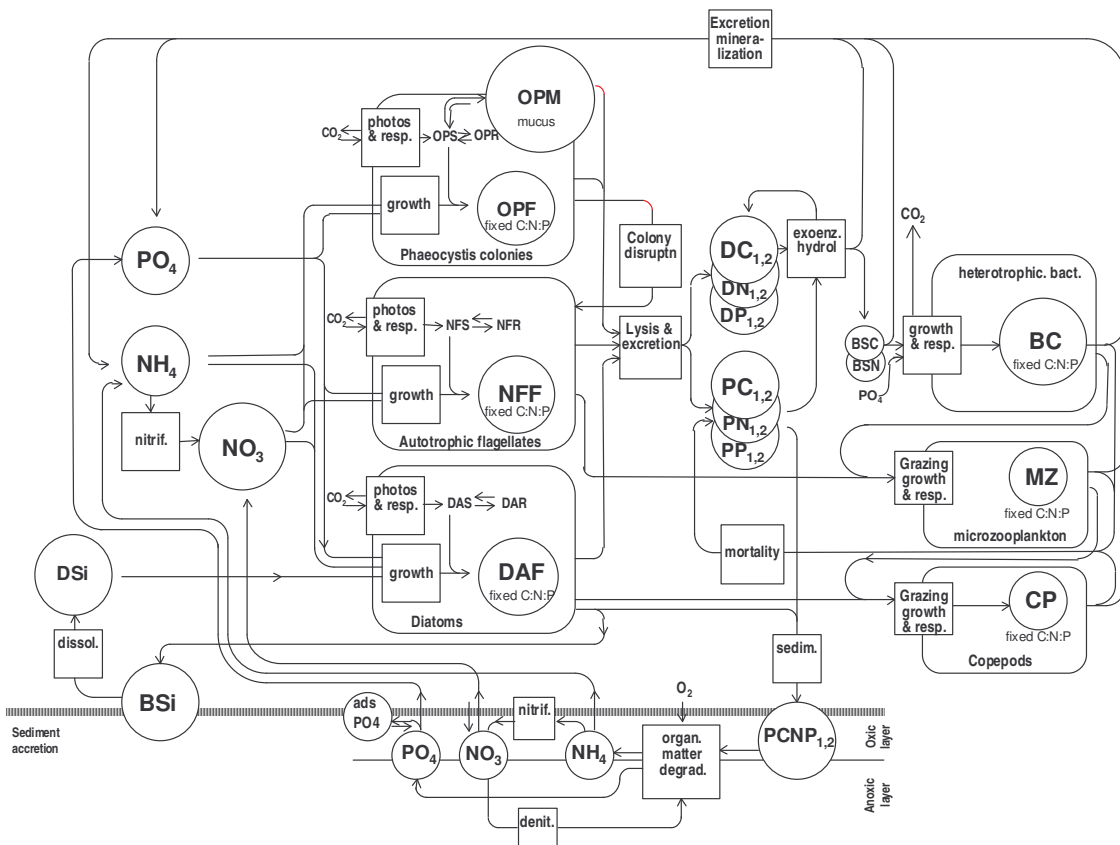 Excretion
minera-
lization
OPM
mucus
photos
& resp.
CO2
OPS
OPR
growth
OPF
fixed C:N:P
Phaeocystis colonies
Colony
disruptn
DC1,2
DN1,2
DP1,2
exoenz.
hydrol
CO2
heterotrophic. bact.
PO4
photos
& resp.
CO2
NFS
NFR
Lysis &
excretion
BSC
BSN
PO4
growth
& resp.
BC
fixed C:N:P
NH4
growth
NFF
fixed C:N:P
Autotrophic flagellates
PC1,2
PN1,2
PP1,2
nitrif.
NO3
photos
& resp.
CO2
DAS
DAR
Grazing
growth
& resp.
MZ
fixed C:N:P
microzooplankton
DSi
growth
DAF
fixed C:N:P
Diatoms
mortality
Grazing
growth
& resp.
CP
fixed C:N:P
Copepods
dissol.
sedim.
BSi
O2
ads
PO4
nitrif.
PCNP1,2
Sediment
accretion
PO4
NO3
NH4
organ.
matter
degrad.
Oxic
layer
Anoxic
layer
denit.